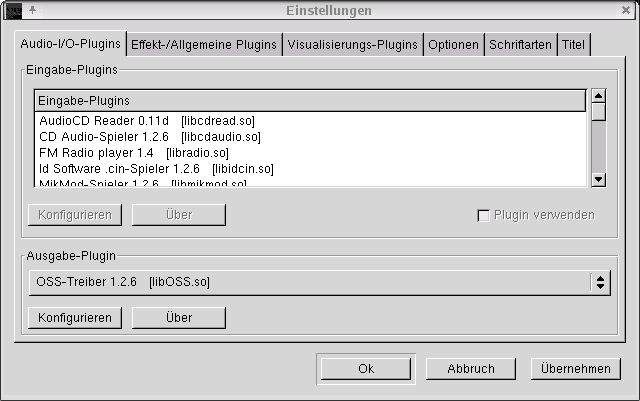 Einstellungen
Audio-I/O-Plugins Effekt-/Allgemeine Plugins Visualisierungs-Plugins Optionen Schriftarten Titel
Eingabe-Plugins
Eingabe-Plugins
AudioCD Reader 0.11d [libcdread.so]
CD Audio-Spieler 1.2.6 [libcdaudio.so]
FM Radio player 1.4 [libradio.so]
Id Software .cin-Spieler 1.2.6 [libidcin.so]
MikMod-Spieler 1.2.6 [libmikmod.so]
Konfigurieren Über Plugin verwenden
Ausgabe-Plugin
OSS-Treiber 1.2.6 [libOSS.so]
Konfigurieren Über
Ok Abbruch Übernehmen